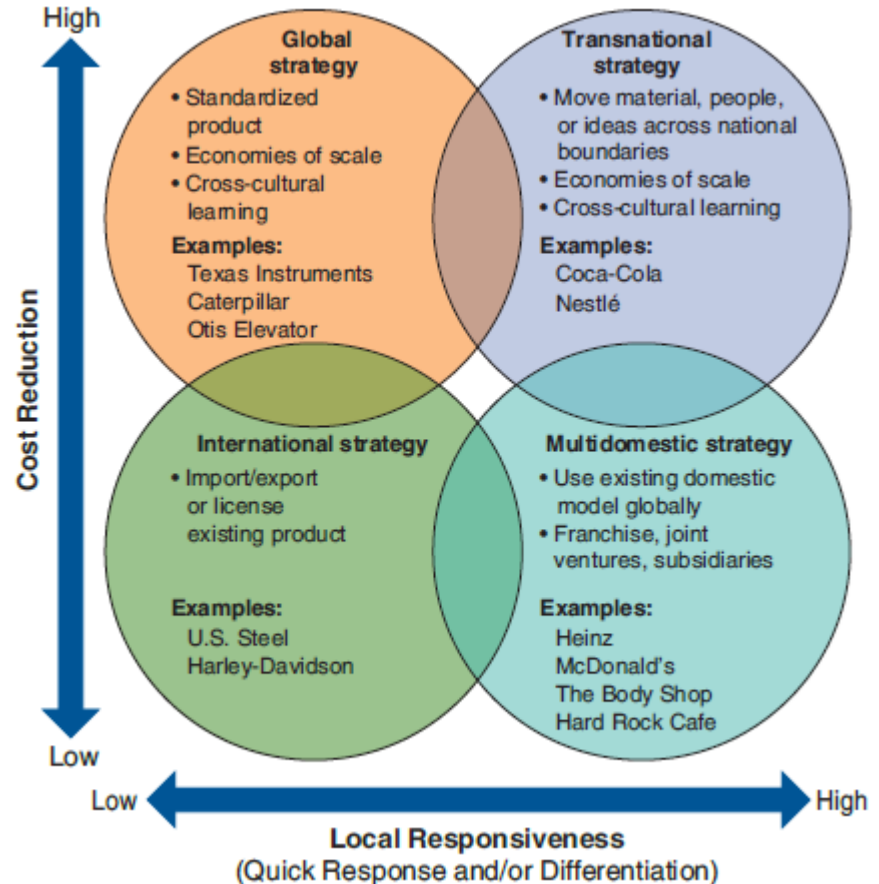 High
Cost Reduction
Low
Global
strategy
• Standardized
product
• Economies of scale
• Cross-cultural
learning
Examples:
Texas Instruments
Caterpillar
Otis Elevator
Transnational
strategy
• Move material, people,
or ideas across national
boundaries
• Economies of scale
• Cross-cultural learning
Examples:
Coca-Cola
Nestlé
International strategy
• Import/export
or license
existing product
Examples:
U.S. Steel
Harley-Davidson
Multidomestic strategy
• Use existing domestic
model globally
• Franchise, joint
ventures, subsidiaries
Examples:
Heinz
McDonald's
The Body Shop
Hard Rock Cafe
Low
High
Local Responsiveness
(Quick Response and/or Differentiation)